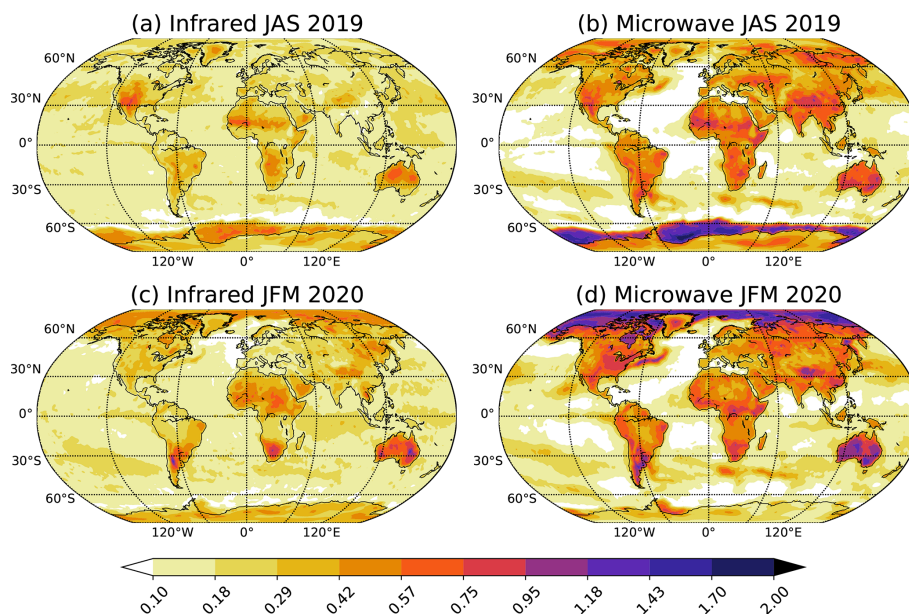 (a) Infrared JAS 2019
(b) Microwave JAS 2019
60°N
30°N
0°
30°S
60°S
120°W 0° 120°E
60°N
30°N
0°
30°S
60°S
120°W 0° 120°E
(c) Infrared JFM 2020
(d) Microwave JFM 2020
60°N
30°N
0°
30°S
60°S
120°W 0° 120°E
60°N
30°N
0°
30°S
60°S
120°W 0° 120°E
0.10 0.18 0.29 0.42 0.57 0.75 0.95 1.18 1.43 1.70 2.00